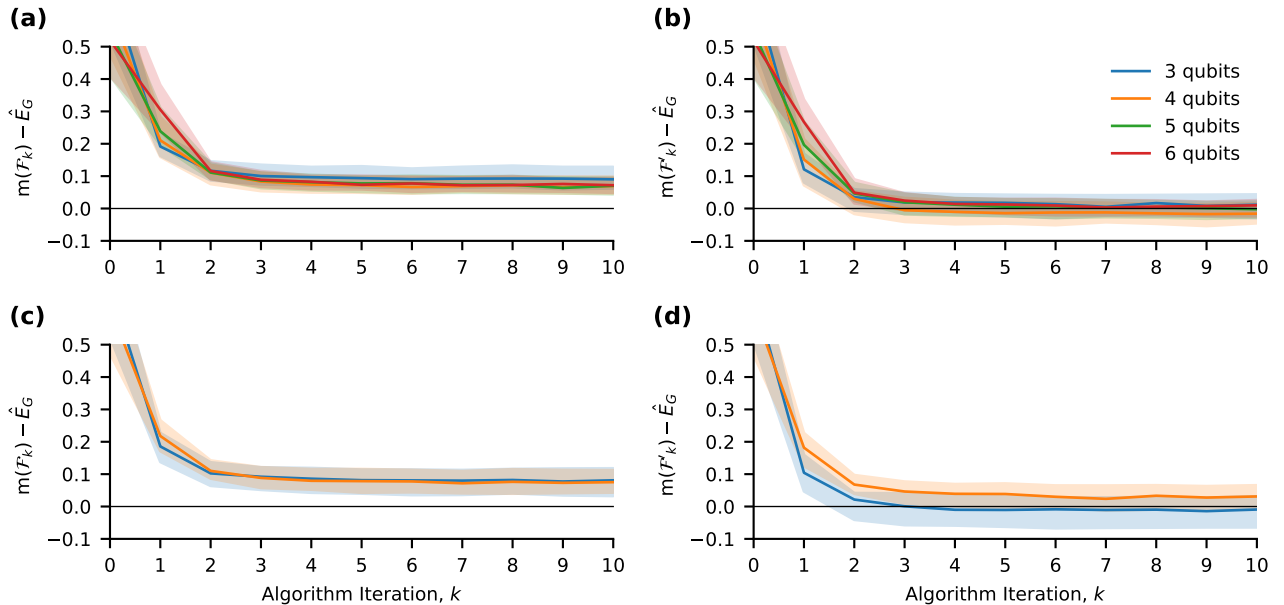 (a)
m(ℱₖ) − Ê_G
0.5
0.4
0.3
0.2
0.1
0.0
−0.1
0 1 2 3 4 5 6 7 8 9 10
(b)
m(ℱ′ₖ) − Ê_G
0.5
0.4
0.3
0.2
0.1
0.0
−0.1
0 1 2 3 4 5 6 7 8 9 10
3 qubits
4 qubits
5 qubits
6 qubits
(c)
m(ℱₖ) − Ê_G
0.5
0.4
0.3
0.2
0.1
0.0
−0.1
0 1 2 3 4 5 6 7 8 9 10
Algorithm Iteration, k
(d)
m(ℱ′ₖ) − Ê_G
0.5
0.4
0.3
0.2
0.1
0.0
−0.1
0 1 2 3 4 5 6 7 8 9 10
Algorithm Iteration, k